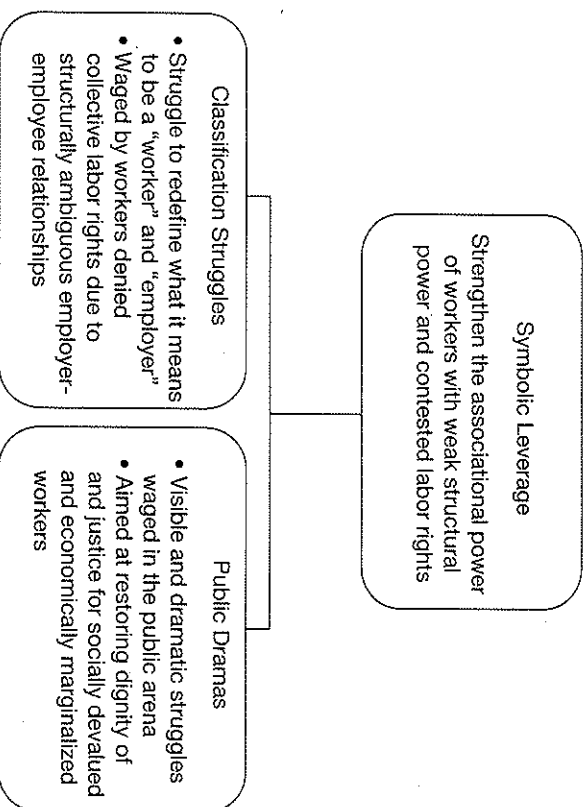 Symbolic Leverage
Strengthen the associational power
of workers with weak structural
power and contested labor rights
Classification Struggles
• Struggle to redefine what it means
to be a "worker" and "employer"
• Waged by workers denied
collective labor rights due to
structurally ambiguous employer-
employee relationships
Public Dramas
• Visible and dramatic struggles
waged in the public arena
• Aimed at restoring dignity of
and justice for socially devalued
and economically marginalized
workers